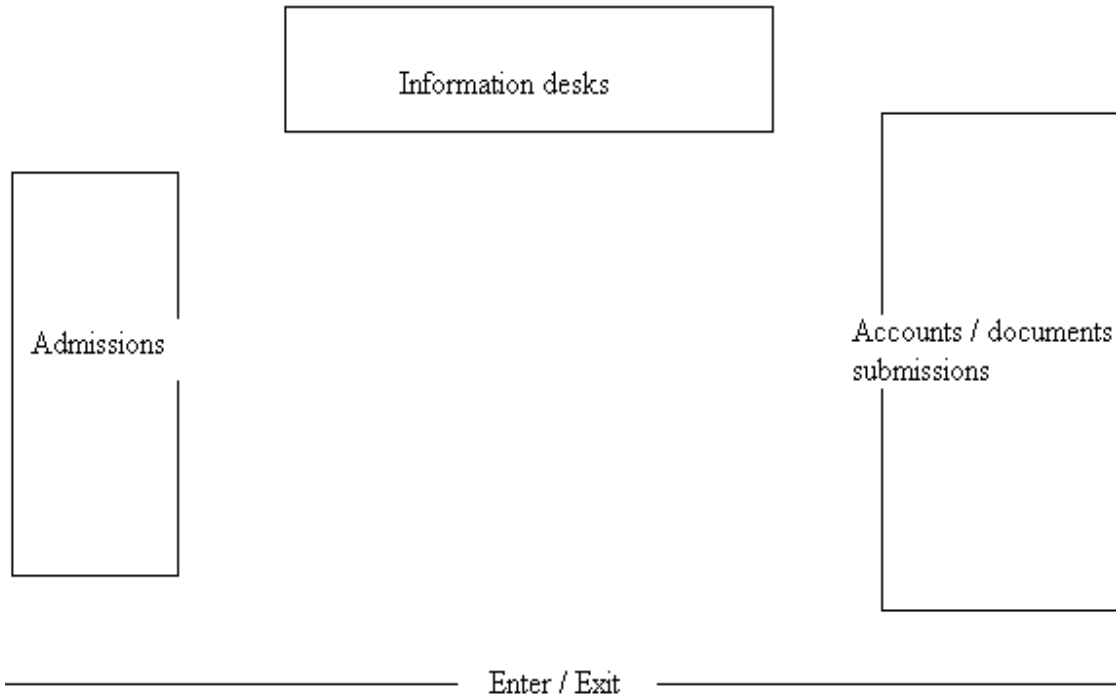 Information desks
Admissions
Accounts / documents
submissions
Enter / Exit